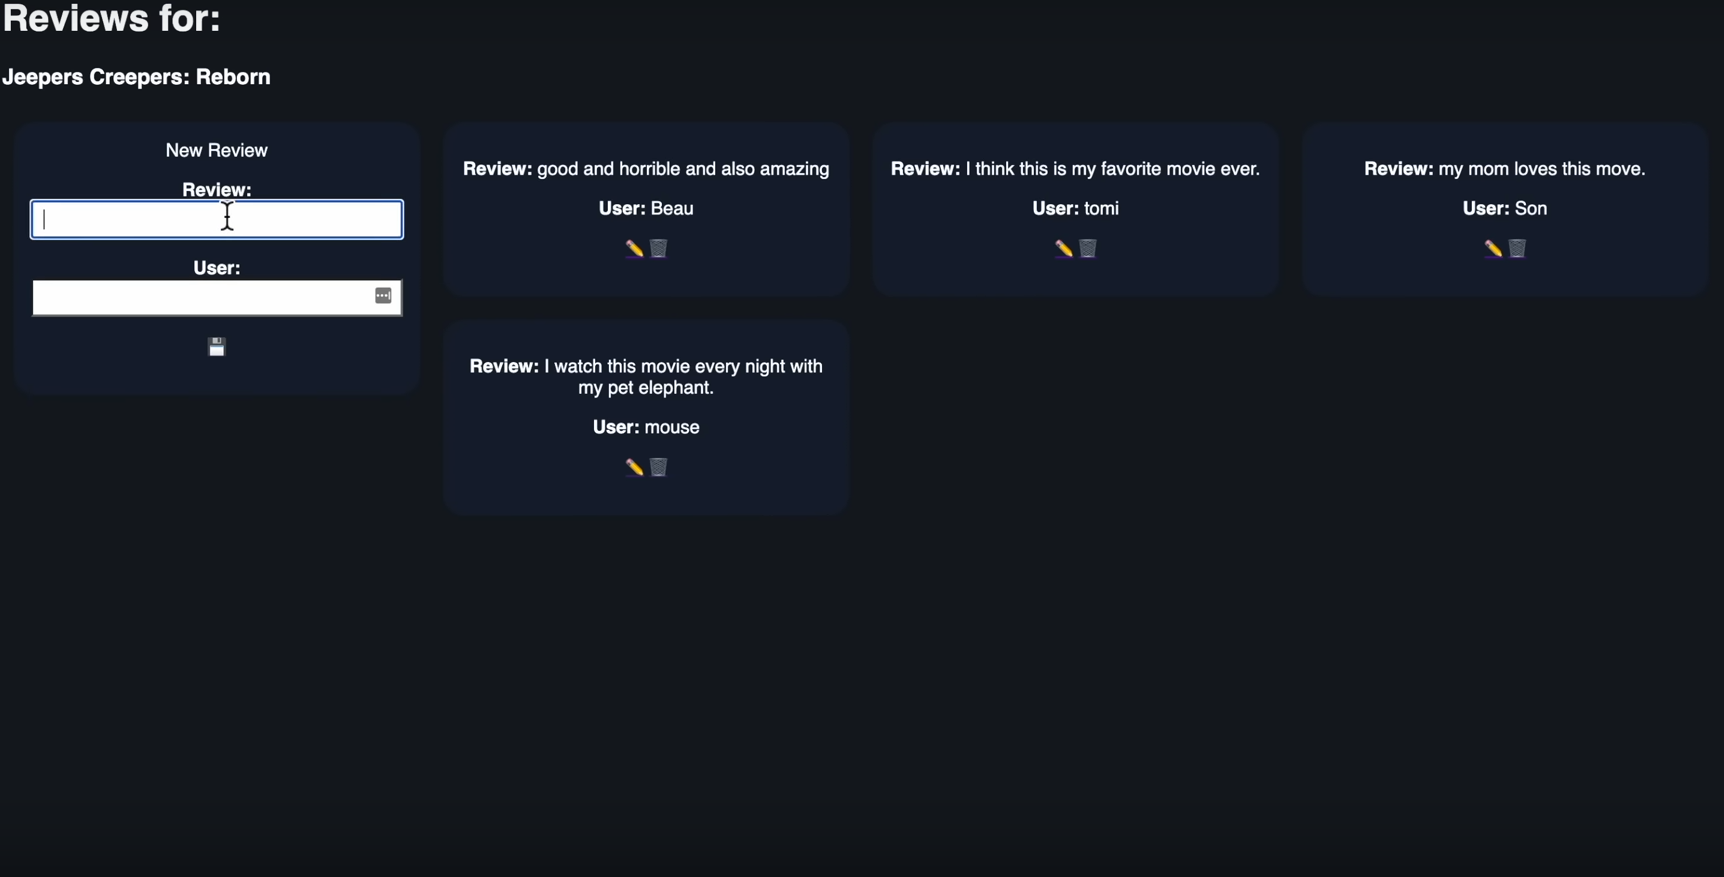 Reviews for:
Jeepers Creepers: Reborn
New Review
Review:
User:
Review: good and horrible and also amazing
User: Beau
Review: I think this is my favorite movie ever.
User: tomi
Review: my mom loves this move.
User: Son
Review: I watch this movie every night with
my pet elephant.
User: mouse